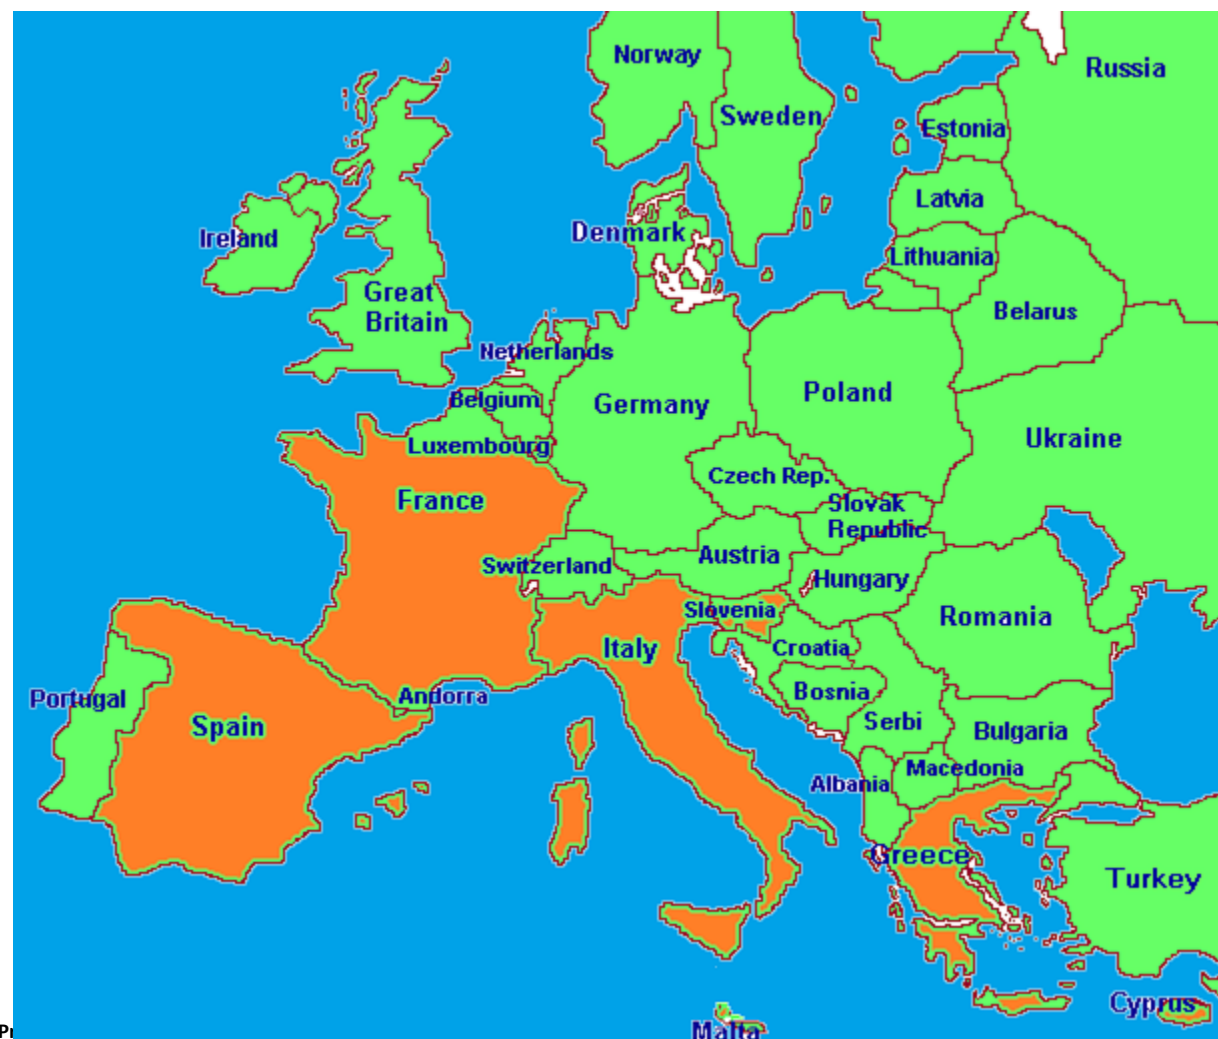 Norway
Russia
Sweden
Estonia
Latvia
Denmark
Ireland
Lithuania
Great
Britain
Belarus
Netherlands
Poland
Belgium
Germany
Ukraine
Luxembourg
Czech Rep.
France
Slovak
Republic
Austria
Switzerland
Hungary
Slovenia
Romania
Italy
Croatia
Bosnia
Andorra
Portugal
Spain
Serbi
Bulgaria
Macedonia
Albania
Greece
Turkey
Cyprus
Malta